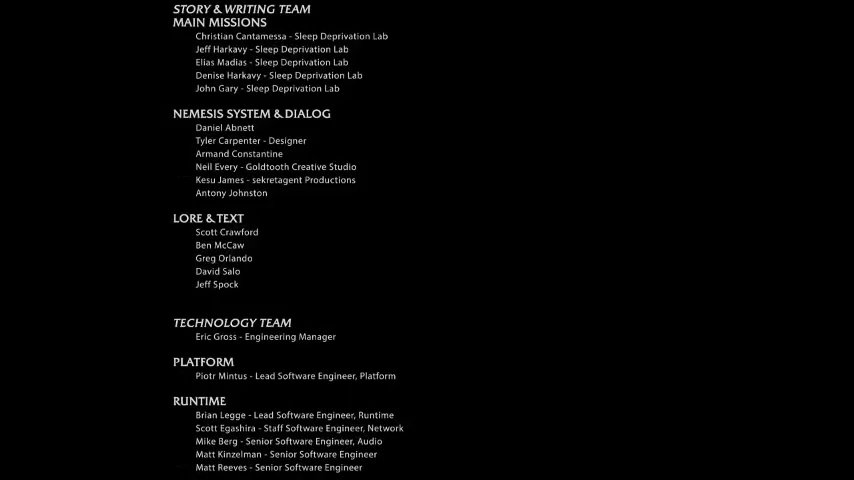 STORY & WRITING TEAM
MAIN MISSIONS
Christian Cantamessa - Sleep Deprivation Lab
Jeff Harkavy - Sleep Deprivation Lab
Elias Madias - Sleep Deprivation Lab
Denise Harkavy - Sleep Deprivation Lab
John Gary - Sleep Deprivation Lab
NEMESIS SYSTEM & DIALOG
Daniel Abnett
Tyler Carpenter - Designer
Armand Constantine
Neil Every - Goldtooth Creative Studio
Kesu James - sekretagent Productions
Antony Johnston
LORE & TEXT
Scott Crawford
Ben McCaw
Greg Orlando
David Salo
Jeff Spock
TECHNOLOGY TEAM
Eric Gross - Engineering Manager
PLATFORM
Piotr Mintus - Lead Software Engineer, Platform
RUNTIME
Brian Legge - Lead Software Engineer, Runtime
Scott Egashira - Staff Software Engineer, Network
Mike Berg - Senior Software Engineer, Audio
Matt Kinzelman - Senior Software Engineer
Matt Reeves - Senior Software Engineer